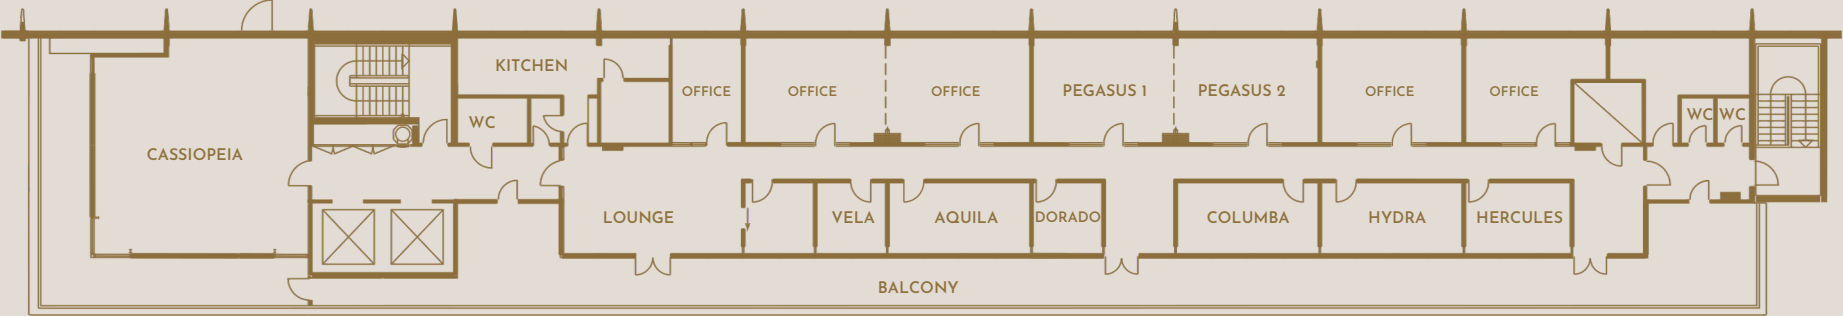 KITCHEN
OFFICE
OFFICE
OFFICE
PEGASUS 1
PEGASUS 2
OFFICE
OFFICE
WC
WC
WC
CASSIOPEIA
LOUNGE
VELA
AQUILA
DORADO
COLUMBA
HYDRA
HERCULES
BALCONY